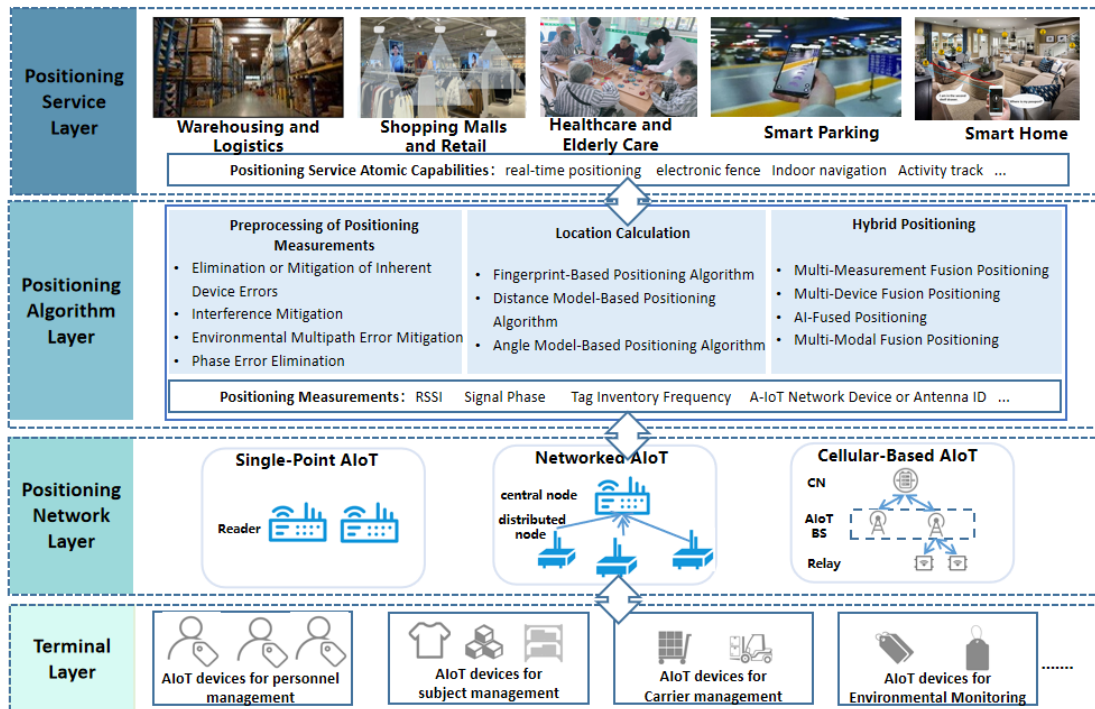 Positioning
Service
Layer
Warehousing and
Logistics
Shopping Malls
and Retail
Healthcare and
Elderly Care
Smart Parking
Smart Home
Positioning Service Atomic Capabilities: real-time positioning electronic fence Indoor navigation Activity track ...
Positioning
Algorithm
Layer
Preprocessing of Positioning
Measurements
• Elimination or Mitigation of Inherent
Device Errors
• Interference Mitigation
• Environmental Multipath Error Mitigation
• Phase Error Elimination
Location Calculation
• Fingerprint-Based Positioning Algorithm
• Distance Model-Based Positioning
Algorithm
• Angle Model-Based Positioning Algorithm
Hybrid Positioning
• Multi-Measurement Fusion Positioning
• Multi-Device Fusion Positioning
• AI-Fused Positioning
• Multi-Modal Fusion Positioning
Positioning Measurements: RSSI Signal Phase Tag Inventory Frequency A-IoT Network Device or Antenna ID ...
Positioning
Network
Layer
Single-Point AIoT
Reader
Networked AIoT
central node
distributed
node
Cellular-Based AIoT
CN
AIoT
BS
Relay
Terminal
Layer
AIoT devices for personnel
management
AIoT devices for
subject management
AIoT devices for
Carrier management
AIoT devices for
Environmental Monitoring
.......